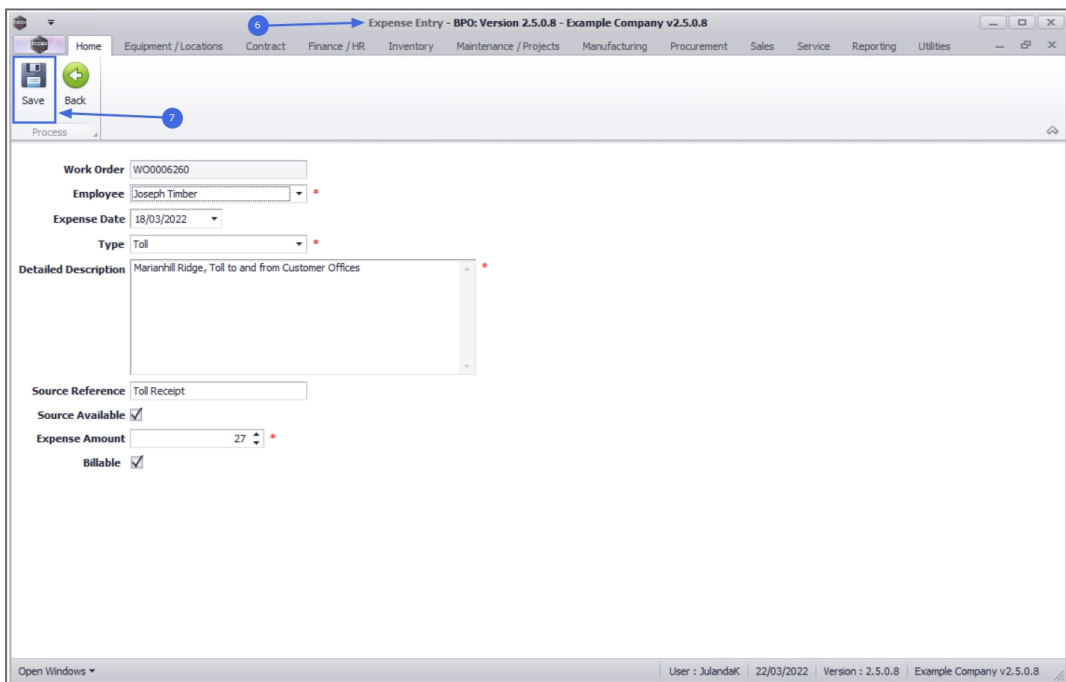 6
Expense Entry - BPO: Version 2.5.0.8 - Example Company v2.5.0.8
Home Equipment / Locations Contract Finance / HR Inventory Maintenance / Projects Manufacturing Procurement Sales Service Reporting Utilities
Save Back
7
Process
Work Order WO0006260
Employee Joseph Timber *
Expense Date 18/03/2022
Type Toll *
Detailed Description Marianhill Ridge, Toll to and from Customer Offices *
Source Reference Toll Receipt
Source Available
Expense Amount 27 *
Billable
Open Windows User : JulandaK 22/03/2022 Version : 2.5.0.8 Example Company v2.5.0.8